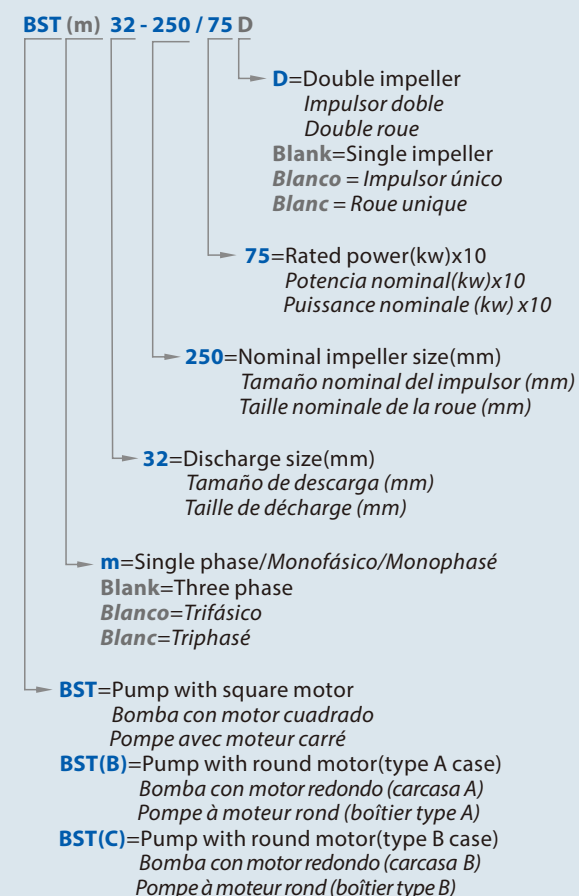 BST (m) 32 - 250 / 75 D
D=Double impeller
Impulsor doble
Double roue
Blank=Single impeller
Blanco = Impulsor único
Blanc = Roue unique
75=Rated power(kw)x10
Potencia nominal(kw)x10
Puissance nominale (kw) x10
250=Nominal impeller size(mm)
Tamaño nominal del impulsor (mm)
Taille nominale de la roue (mm)
32=Discharge size(mm)
Tamaño de descarga (mm)
Taille de décharge (mm)
m=Single phase/Monofásico/Monophasé
Blank=Three phase
Blanco=Trifásico
Blanc=Triphasé
BST=Pump with square motor
Bomba con motor cuadrado
Pompe avec moteur carré
BST(B)=Pump with round motor(type A case)
Bomba con motor redondo (carcasa A)
Pompe à moteur rond (boîtier type A)
BST(C)=Pump with round motor(type B case)
Bomba con motor redondo (carcasa B)
Pompe à moteur rond (boîtier type B)